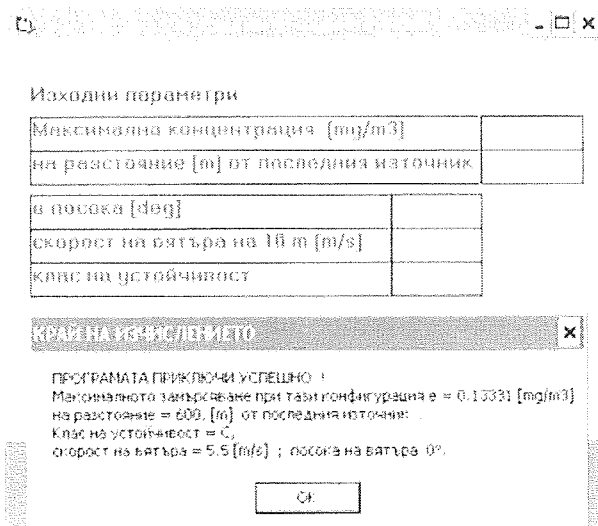 Изходни параметри
Максимална концентрация [mg/m3]
на разстояние [m] от последния източник
в посока [deg]
скорост на вятъра на 10 m [m/s]
клас на устойчивост
КРАЙ НА ИЗЧИСЛЕНИЕТО
ПРОГРАМАТА ПРИКЛЮЧИ УСПЕШНО !
Максималното замърсяване при тази конфигурация е = 0.13331 [mg/m3]
на разстояние = 600. [m] от последния източник
Клас на устойчивост = C,
скорост на вятъра = 5.5 [m/s] ; посока на вятъра 0°.
OK